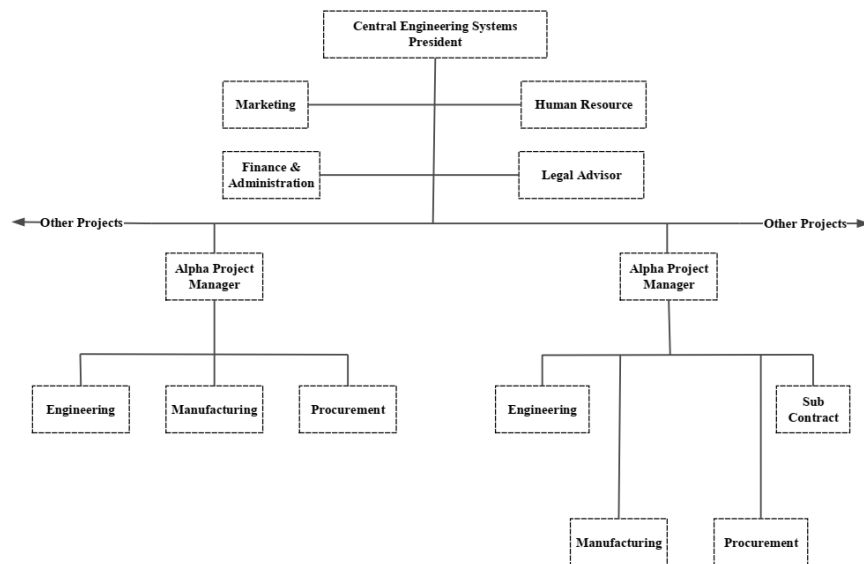 Central Engineering Systems
President
Marketing
Human Resource
Finance &
Administration
Legal Advisor
Other Projects
Other Projects
Alpha Project
Manager
Alpha Project
Manager
Engineering
Manufacturing
Procurement
Engineering
Sub
Contract
Manufacturing
Procurement